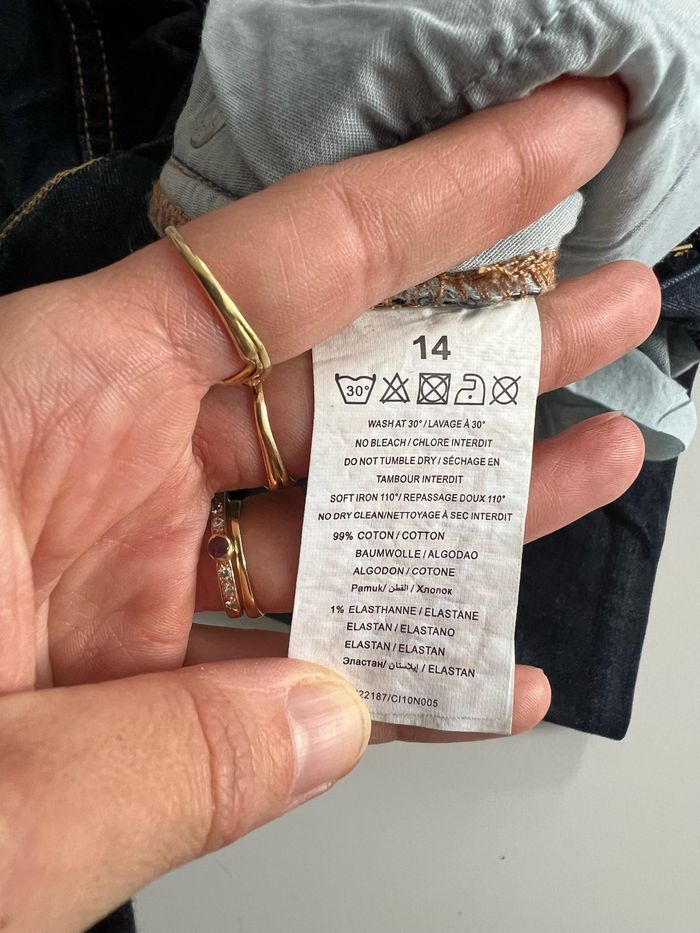 14
30°
WASH AT 30°/ LAVAGE À 30°
NO BLEACH / CHLORE INTERDIT
DO NOT TUMBLE DRY / SÉCHAGE EN
TAMBOUR INTERDIT
SOFT IRON 110°/ REPASSAGE DOUX 110°
NO DRY CLEAN/NETTOYAGE À SEC INTERDIT
99% COTON / COTTON
BAUMWOLLE / ALGODAO
ALGODON / COTONE
Pamuk/ القطن / Хлопок
1% ELASTHANNE / ELASTANE
ELASTAN / ELASTANO
ELASTAN / ELASTAN
Эластан/ إيلاستان / ELASTAN
22187/CI10N005